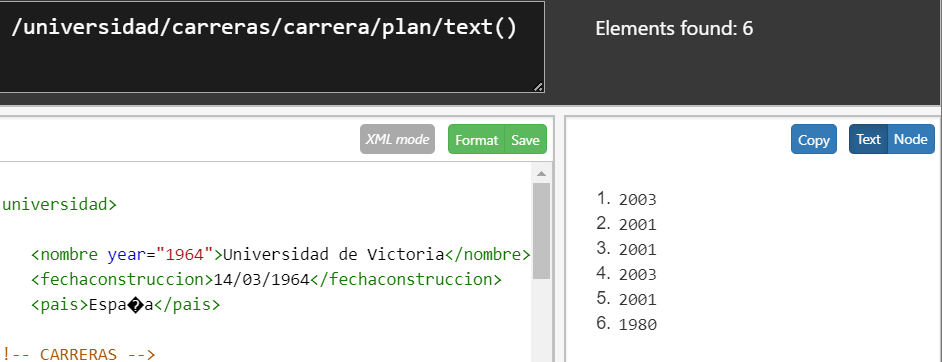 /universidad/carreras/carrera/plan/text()
Elements found: 6
XML mode
Format
Save
Copy
Text
Node
universidad>
<nombre year="1964">Universidad de Victoria</nombre>
<fechaconstruccion>14/03/1964</fechaconstruccion>
<pais>Espa�a</pais>
!-- CARRERAS -->
1. 2003
2. 2001
3. 2001
4. 2003
5. 2001
6. 1980